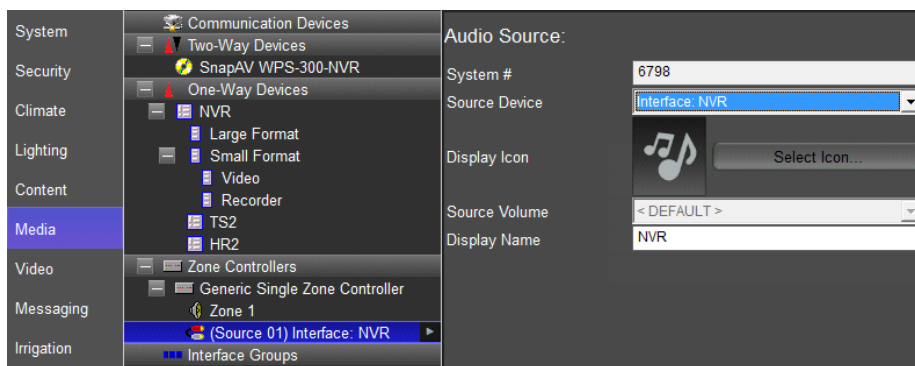 System
Security
Climate
Lighting
Content
Media
Video
Messaging
Irrigation
Communication Devices
Two-Way Devices
SnapAV WPS-300-NVR
One-Way Devices
NVR
Large Format
Small Format
Video
Recorder
TS2
HR2
Zone Controllers
Generic Single Zone Controller
Zone 1
(Source 01) Interface: NVR
Interface Groups
Audio Source:
System # 6798
Source Device Interface: NVR
Display Icon Select Icon...
Source Volume < DEFAULT >
Display Name NVR